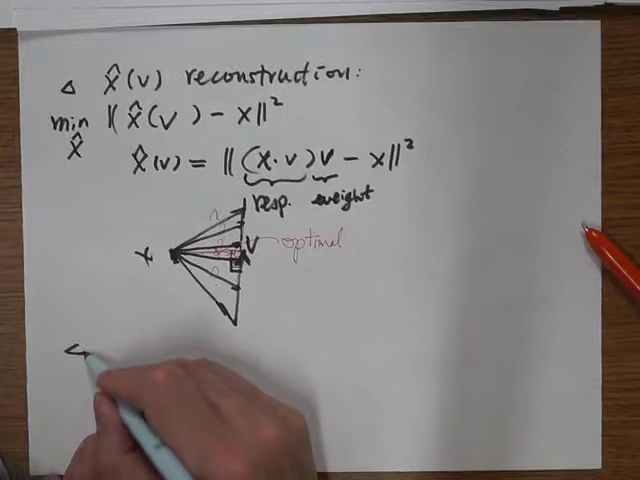 △ x̂(v) reconstruction:
min ‖ x̂(v) - x‖²
x̂
x̂(v) = ‖(x·v)v - x‖²
resp. weight
x
v
optimal